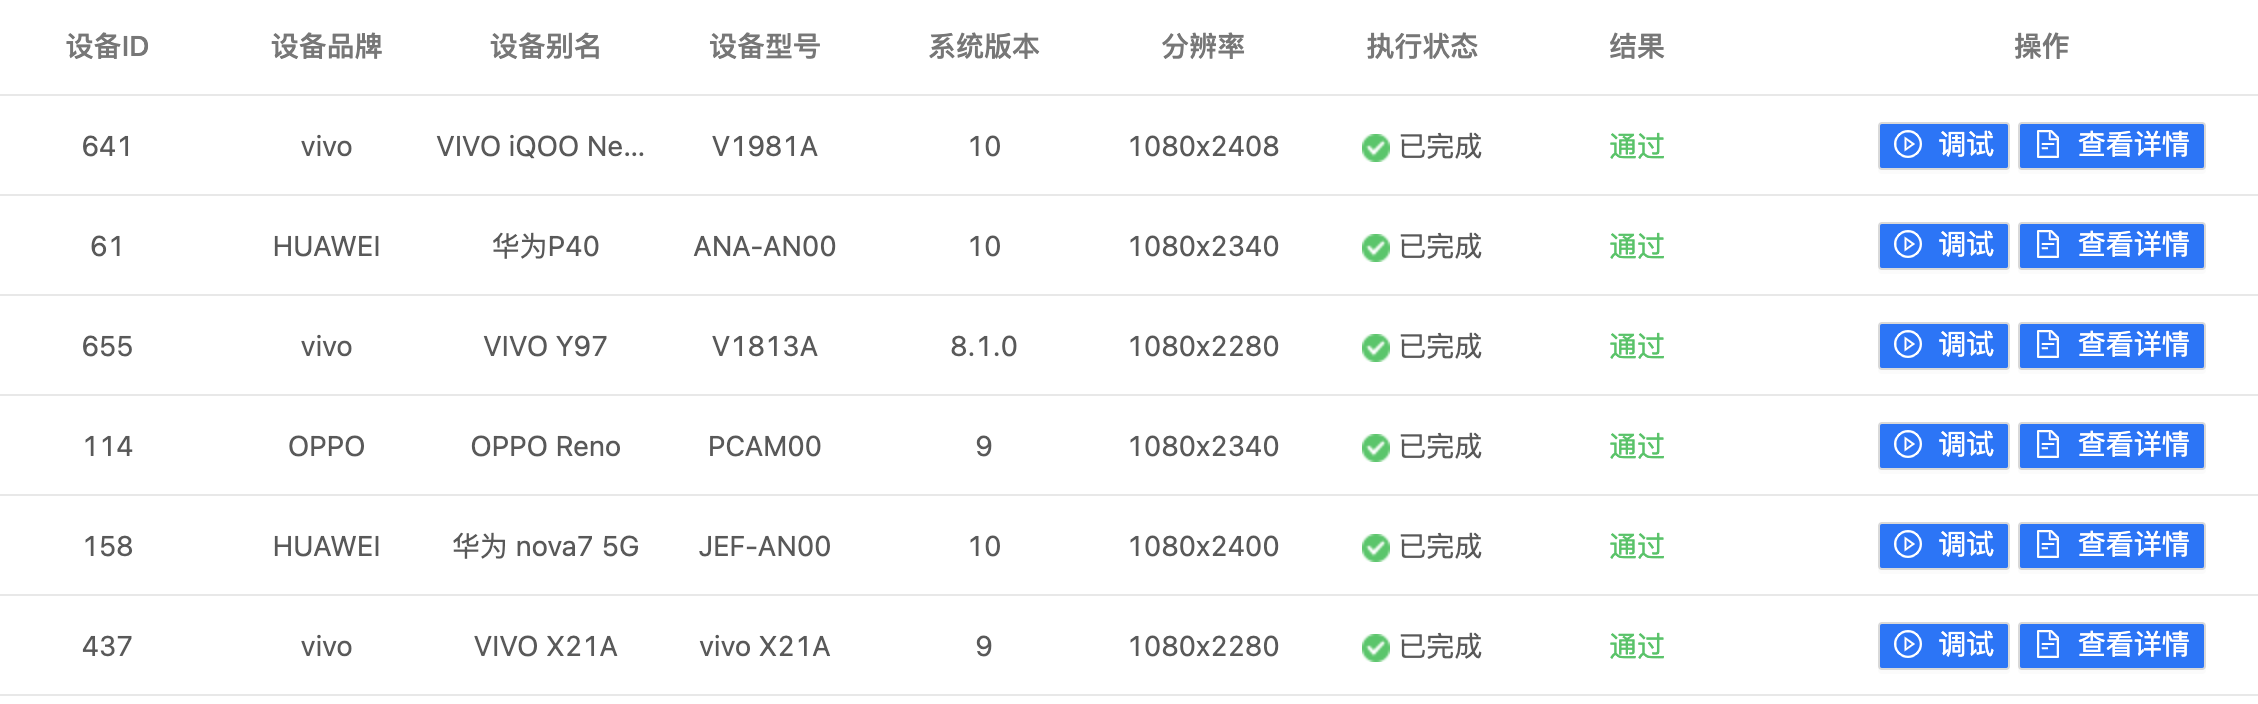 设备ID 设备品牌 设备别名 设备型号 系统版本 分辨率 执行状态 结果 操作
641 vivo VIVO iQOO Ne... V1981A 10 1080x2408 已完成 通过 调试 查看详情
61 HUAWEI 华为P40 ANA-AN00 10 1080x2340 已完成 通过 调试 查看详情
655 vivo VIVO Y97 V1813A 8.1.0 1080x2280 已完成 通过 调试 查看详情
114 OPPO OPPO Reno PCAM00 9 1080x2340 已完成 通过 调试 查看详情
158 HUAWEI 华为 nova7 5G JEF-AN00 10 1080x2400 已完成 通过 调试 查看详情
437 vivo VIVO X21A vivo X21A 9 1080x2280 已完成 通过 调试 查看详情